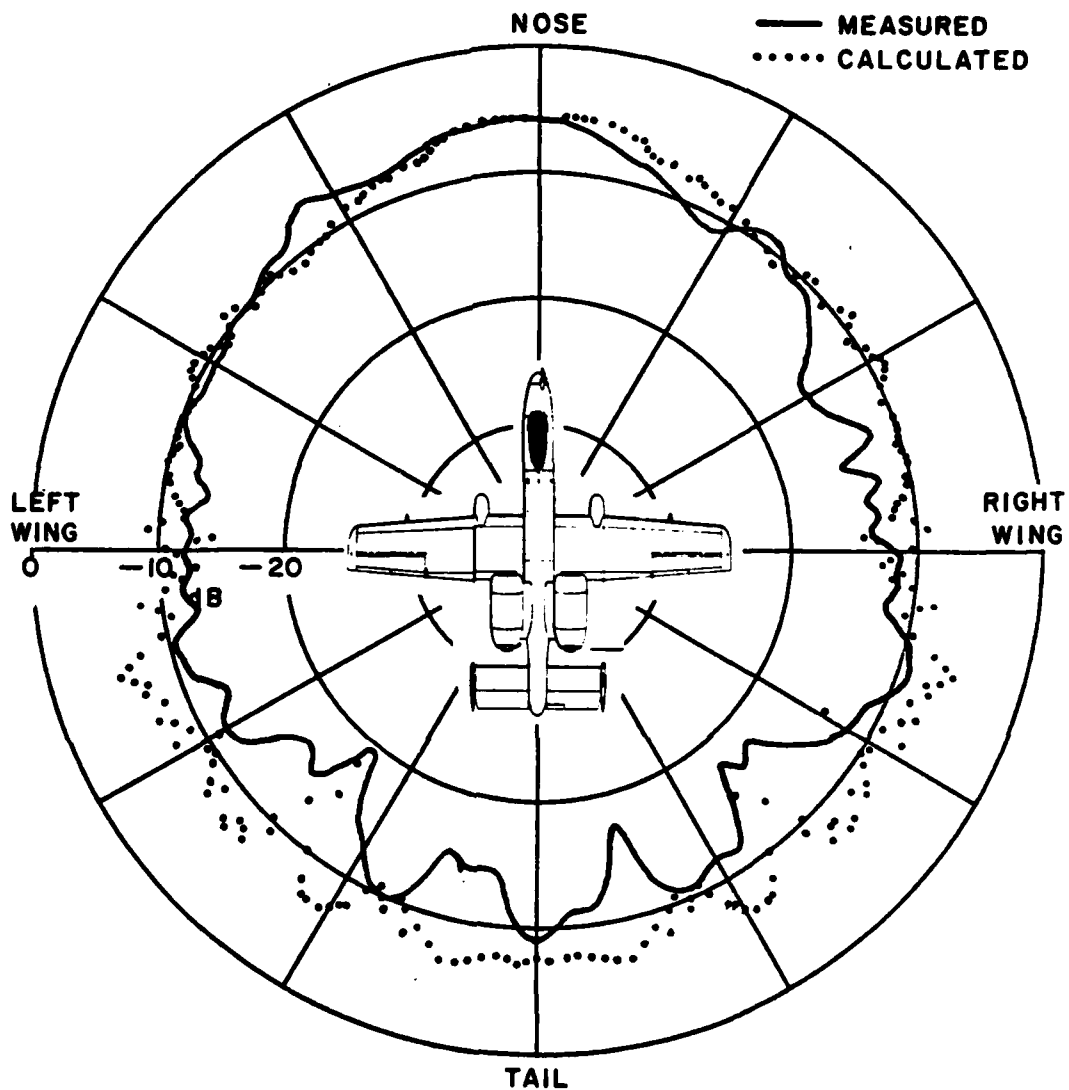 NOSE
MEASURED
CALCULATED
LEFT
WING
RIGHT
WING
0
-10
-20
dB
TAIL